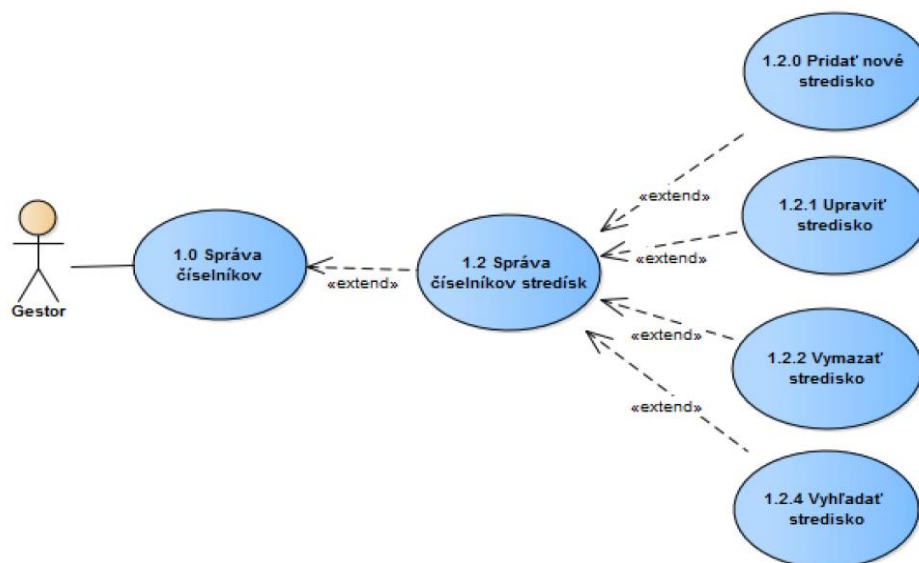 1.2.0 Pridať nové
stredisko
«extend»
1.2.1 Upraviť
stredisko
1.0 Správa
číselníkov
1.2 Správa
číselníkov stredísk
«extend»
«extend»
Gestor
«extend»
1.2.2 Vymazať
stredisko
«extend»
1.2.4 Vyhľadať
stredisko